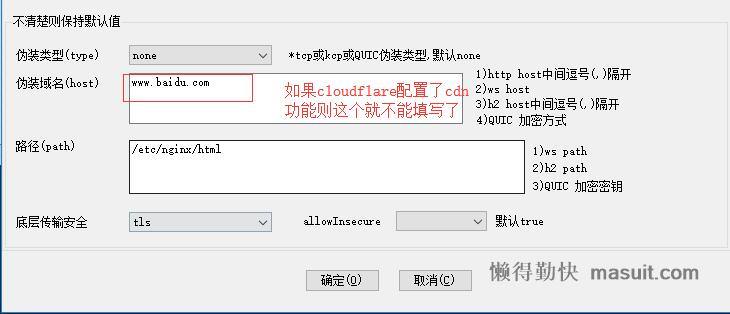 不清楚则保持默认值
伪装类型(type)
none
*tcp或kcp或QUIC伪装类型,默认none
伪装域名(host)
www.baidu.com
如果cloudflare配置了cdn
功能则这个就不能填写了
1)http host中间逗号(,)隔开
2)ws host
3)h2 host中间逗号(,)隔开
4)QUIC 加密方式
路径(path)
/etc/nginx/html
1)ws path
2)h2 path
3)QUIC 加密密钥
底层传输安全
tls
allowInsecure
默认true
确定(O)
取消(C)
懒得勤快 masuit.com